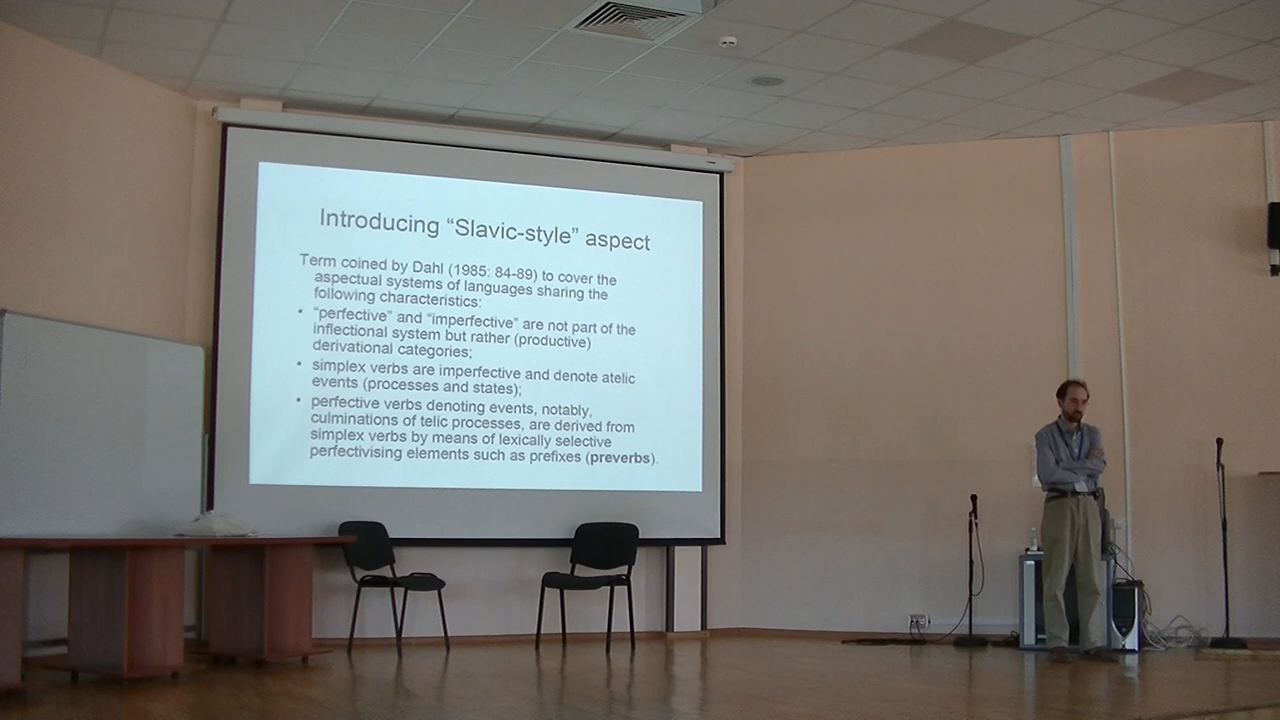 Introducing “Slavic-style” aspect
Term coined by Dahl (1985: 84-89) to cover the
aspectual systems of languages sharing the
following characteristics:
• “perfective” and “imperfective” are not part of the
inflectional system but rather (productive)
derivational categories;
• simplex verbs are imperfective and denote atelic
events (processes and states);
• perfective verbs denoting events, notably,
culminations of telic processes, are derived from
simplex verbs by means of lexically selective
perfectivising elements such as prefixes (preverbs).